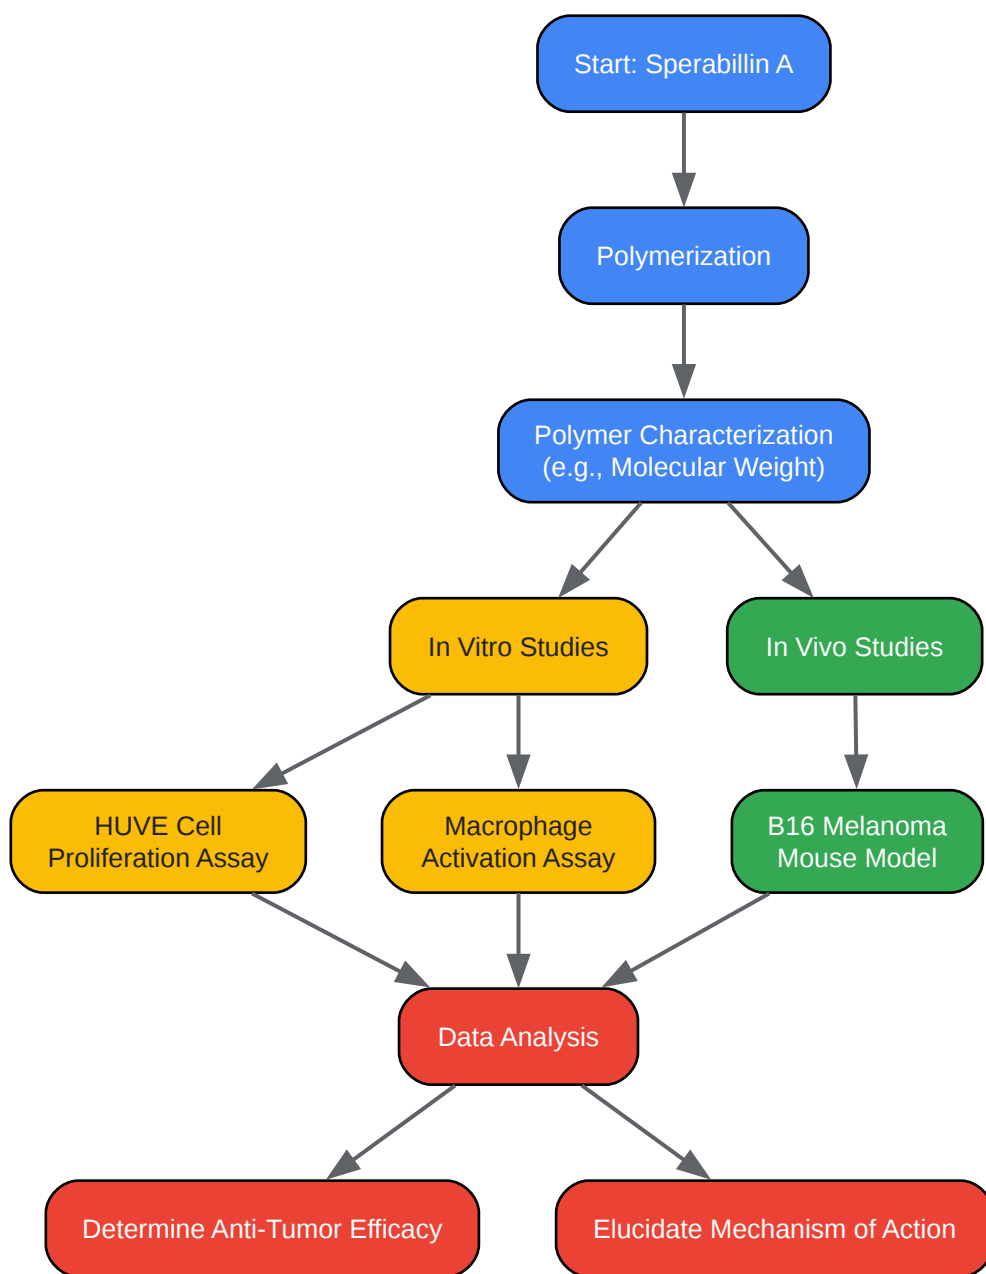 Start: Sperabillin A
Polymerization
Polymer Characterization
(e.g., Molecular Weight)
In Vitro Studies
In Vivo Studies
HUVE Cell
Proliferation Assay
Macrophage
Activation Assay
B16 Melanoma
Mouse Model
Data Analysis
Determine Anti-Tumor Efficacy
Elucidate Mechanism of Action